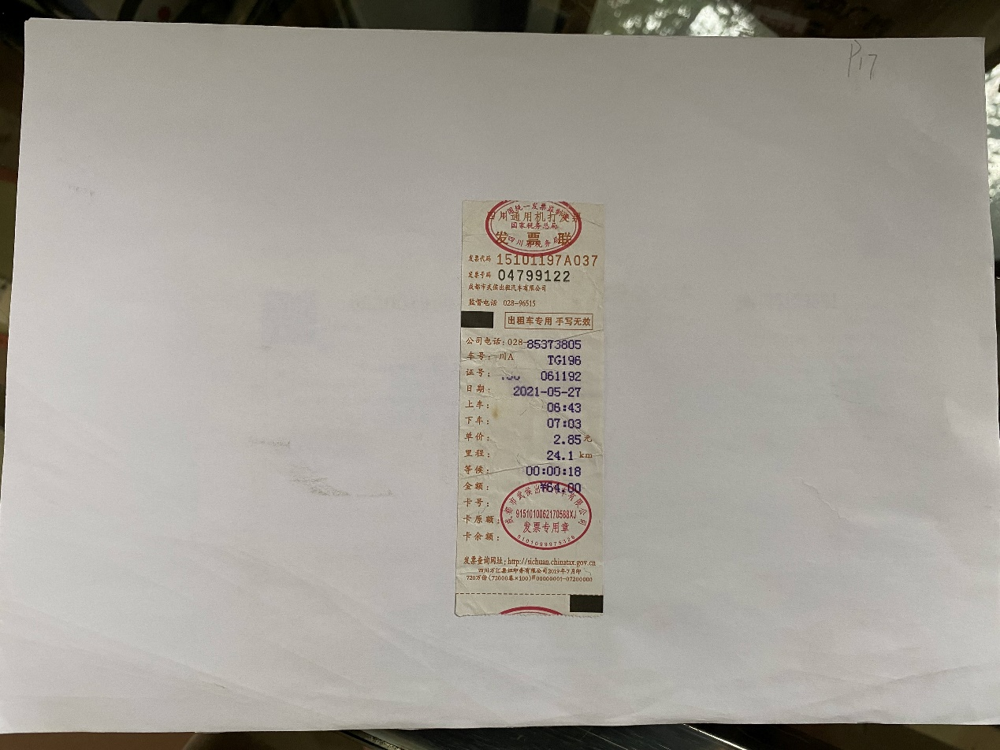 P17
全国统一发票监制章
四川通用机打发票
国家税务总局
发票联
四川省税务局
发票代码 15101197A037
发票号码 04799122
成都市武侯出租汽车有限公司
监督电话 028-96515
出租车专用 手写无效
公司电话:028-85373805
车号: 川A TG196
证号: 061192
日期: 2021-05-27
上车: 06:43
下车: 07:03
单价: 2.85元
里程: 24.1 km
等候: 00:00:18
金额: ¥64.00
卡号:
卡原额:
卡余额:
成都市武侯出租汽车有限公司
9151010062170588XJ
发票专用章
5101099975326
发票查询网址:http://sichuan.chinatax.gov.cn
四川万汇票证印务有限公司2019年7月印
720万份(72000卷×100)#00000001-07200000